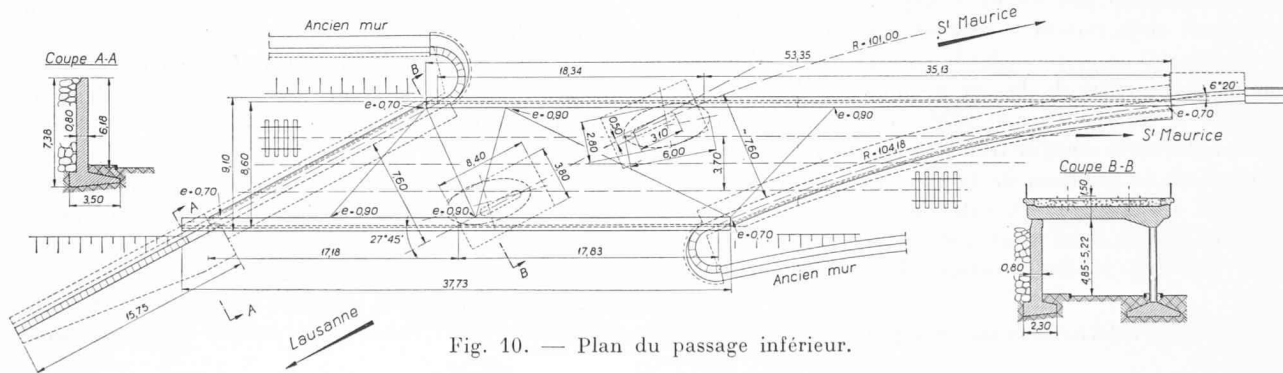 Ancien mur
St Maurice
R=101,00
53,35
18,34
35,13
Coupe A-A
B
6°20'
e=0,70
e=0,90
e=0,90
e=0,70
0,50
2,80
3,10
6,00
~7,60
St Maurice
7,38
0,80
6,18
3,50
9,10
8,60
7,60
8,40
3,80
3,70
R=104,18
Coupe B-B
1,50
e=0,70
A
e=0,90
e=0,90
e=0,70
27°45'
17,18
17,83
B
Ancien mur
0,80
4,85-5,22
2,30
37,73
15,75
A
Lausanne
Fig. 10. — Plan du passage inférieur.